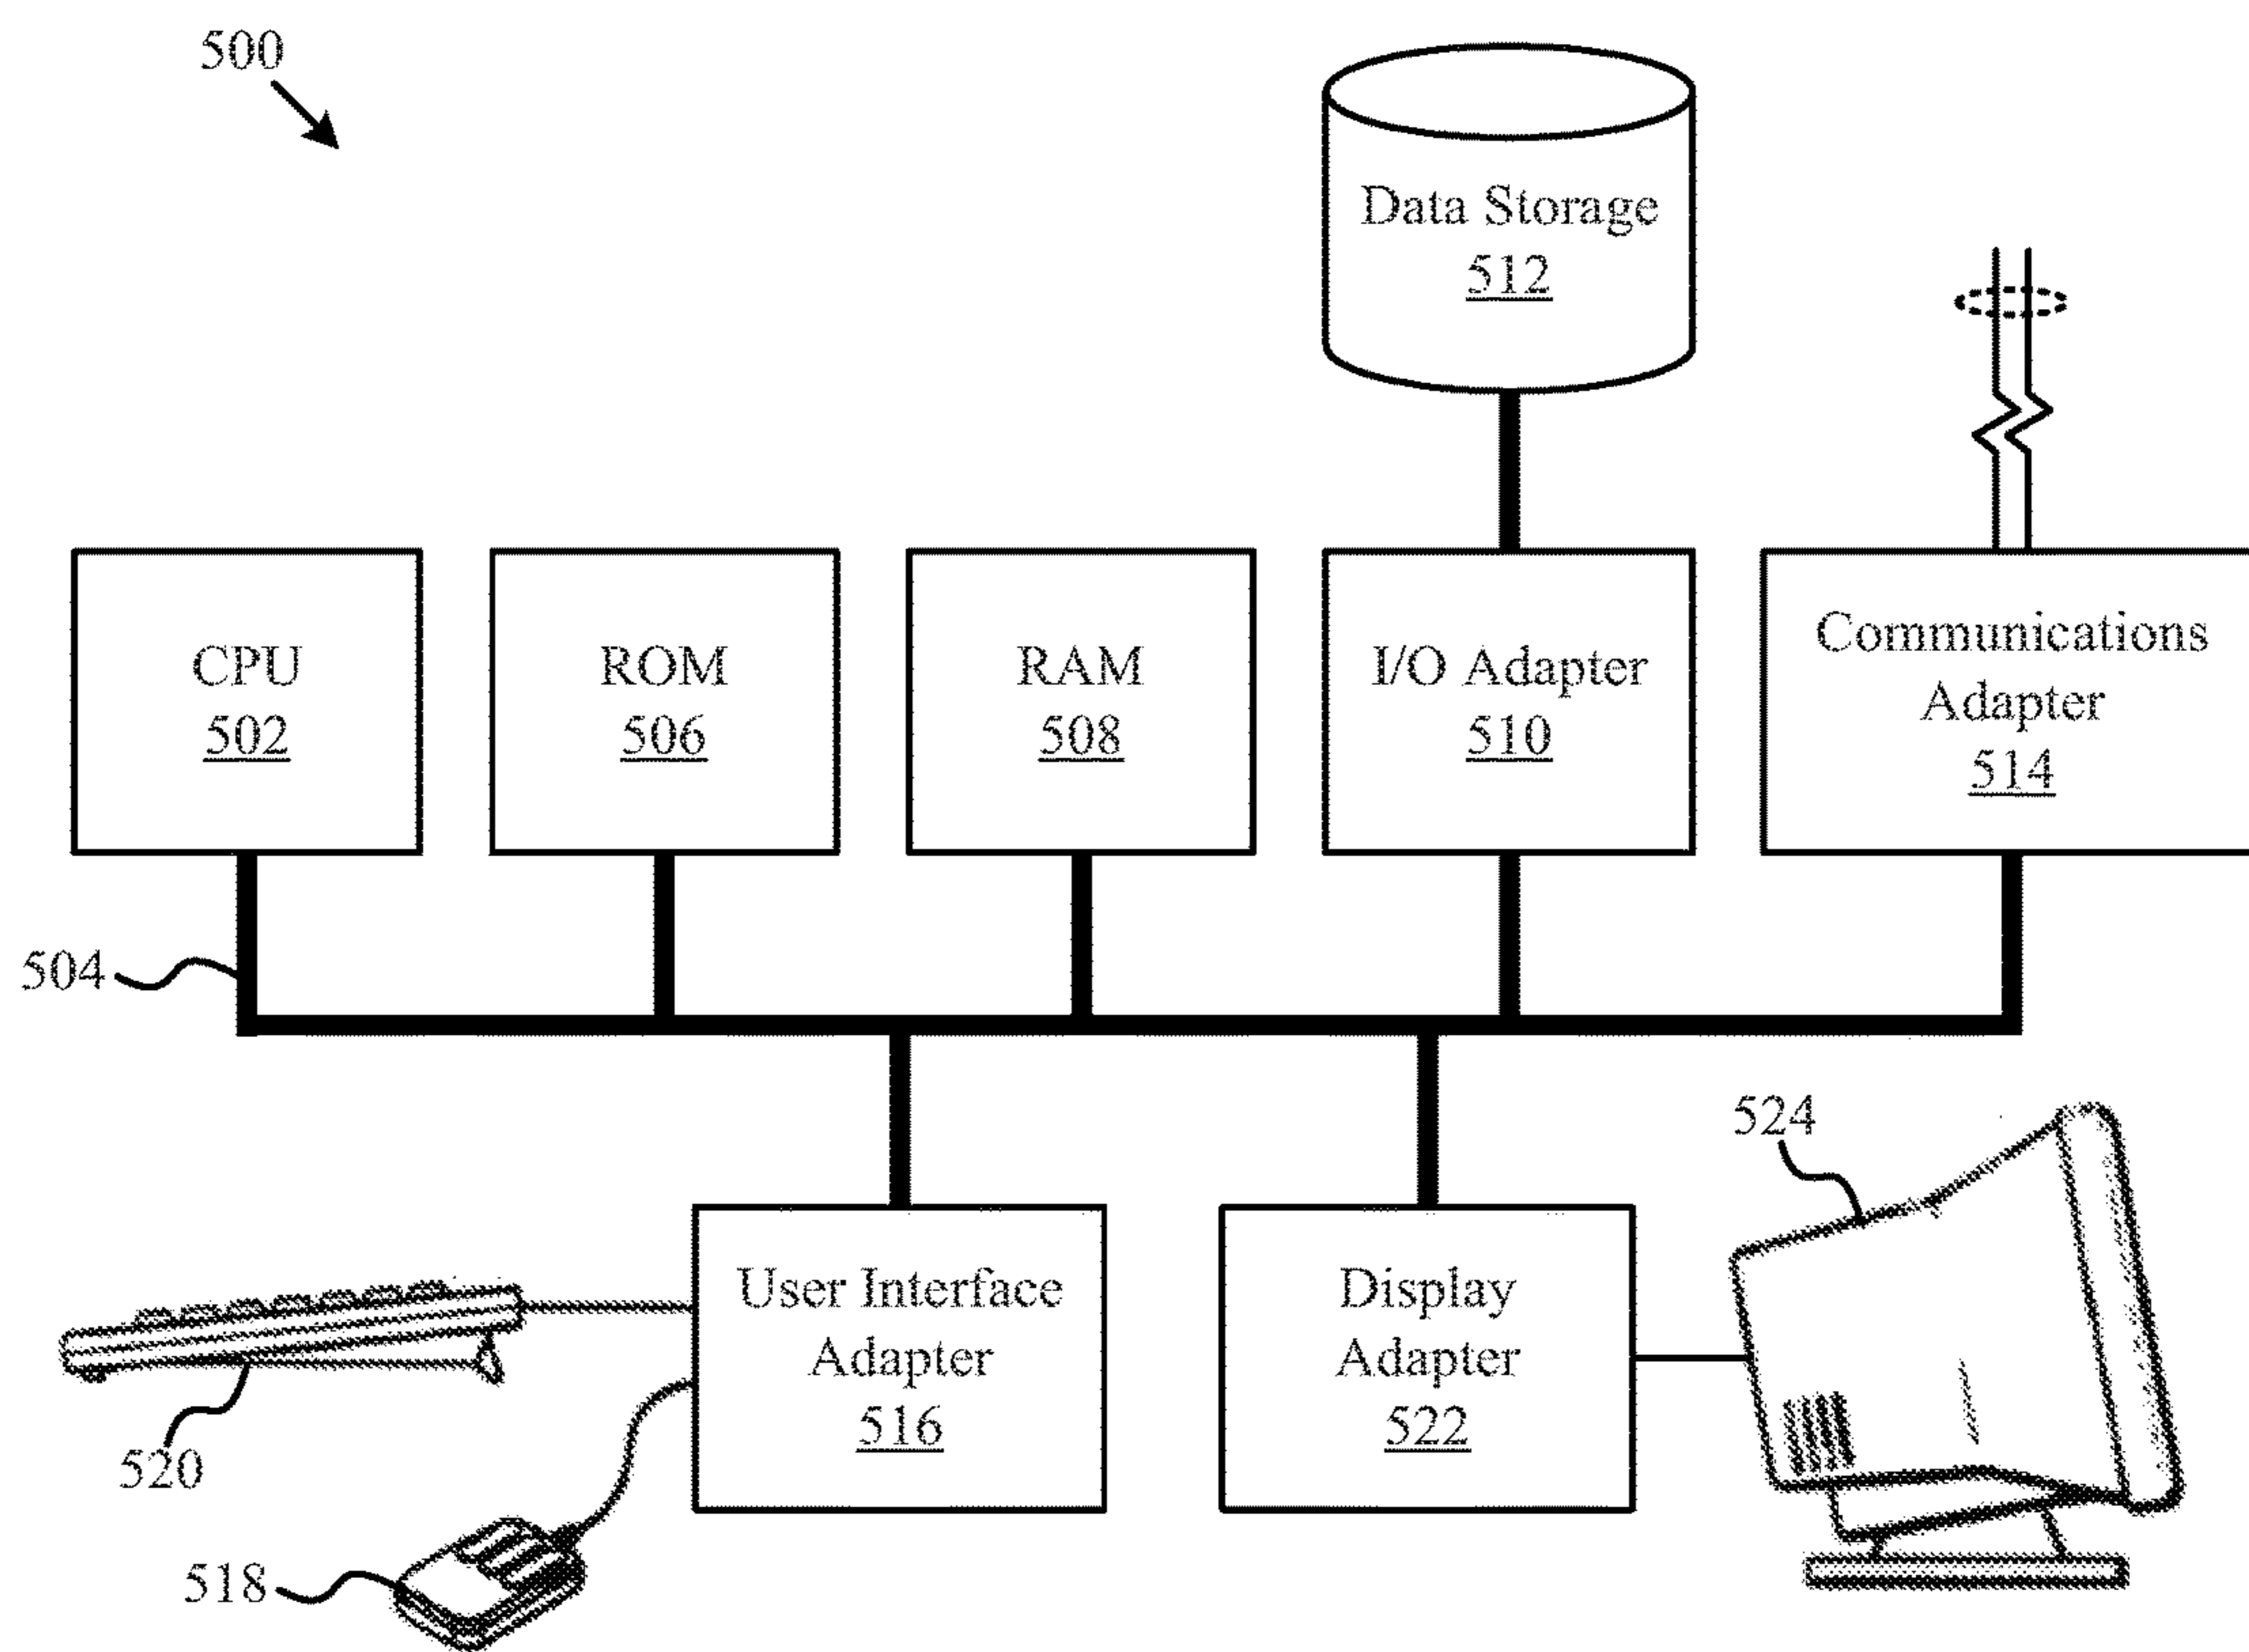 500
Data Storage
512
CPU
502
ROM
506
RAM
508
I/O Adapter
510
Communications
Adapter
514
504
524
User Interface
Adapter
516
Display
Adapter
522
520
518